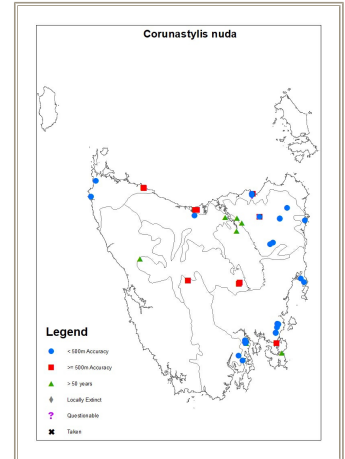 Corunastylis nuda
Legend
< 500m Accuracy
>= 500m Accuracy
> 50 years
Locally Extinct
? Questionable
Taken